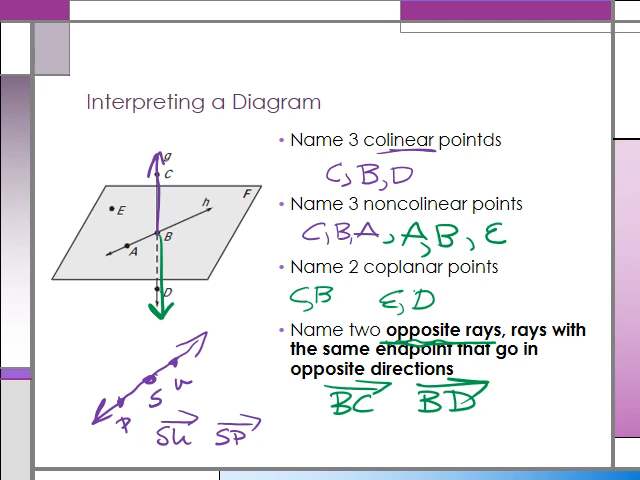 Interpreting a Diagram
• Name 3 colinear pointds
C, B, D
• Name 3 noncolinear points
C, B, A, A, B, E
• Name 2 coplanar points
C, B E, D
• Name two opposite rays, rays with
the same endpoint that go in
opposite directions
BC BD
g
C
h
F
E
B
A
D
S
P
SP